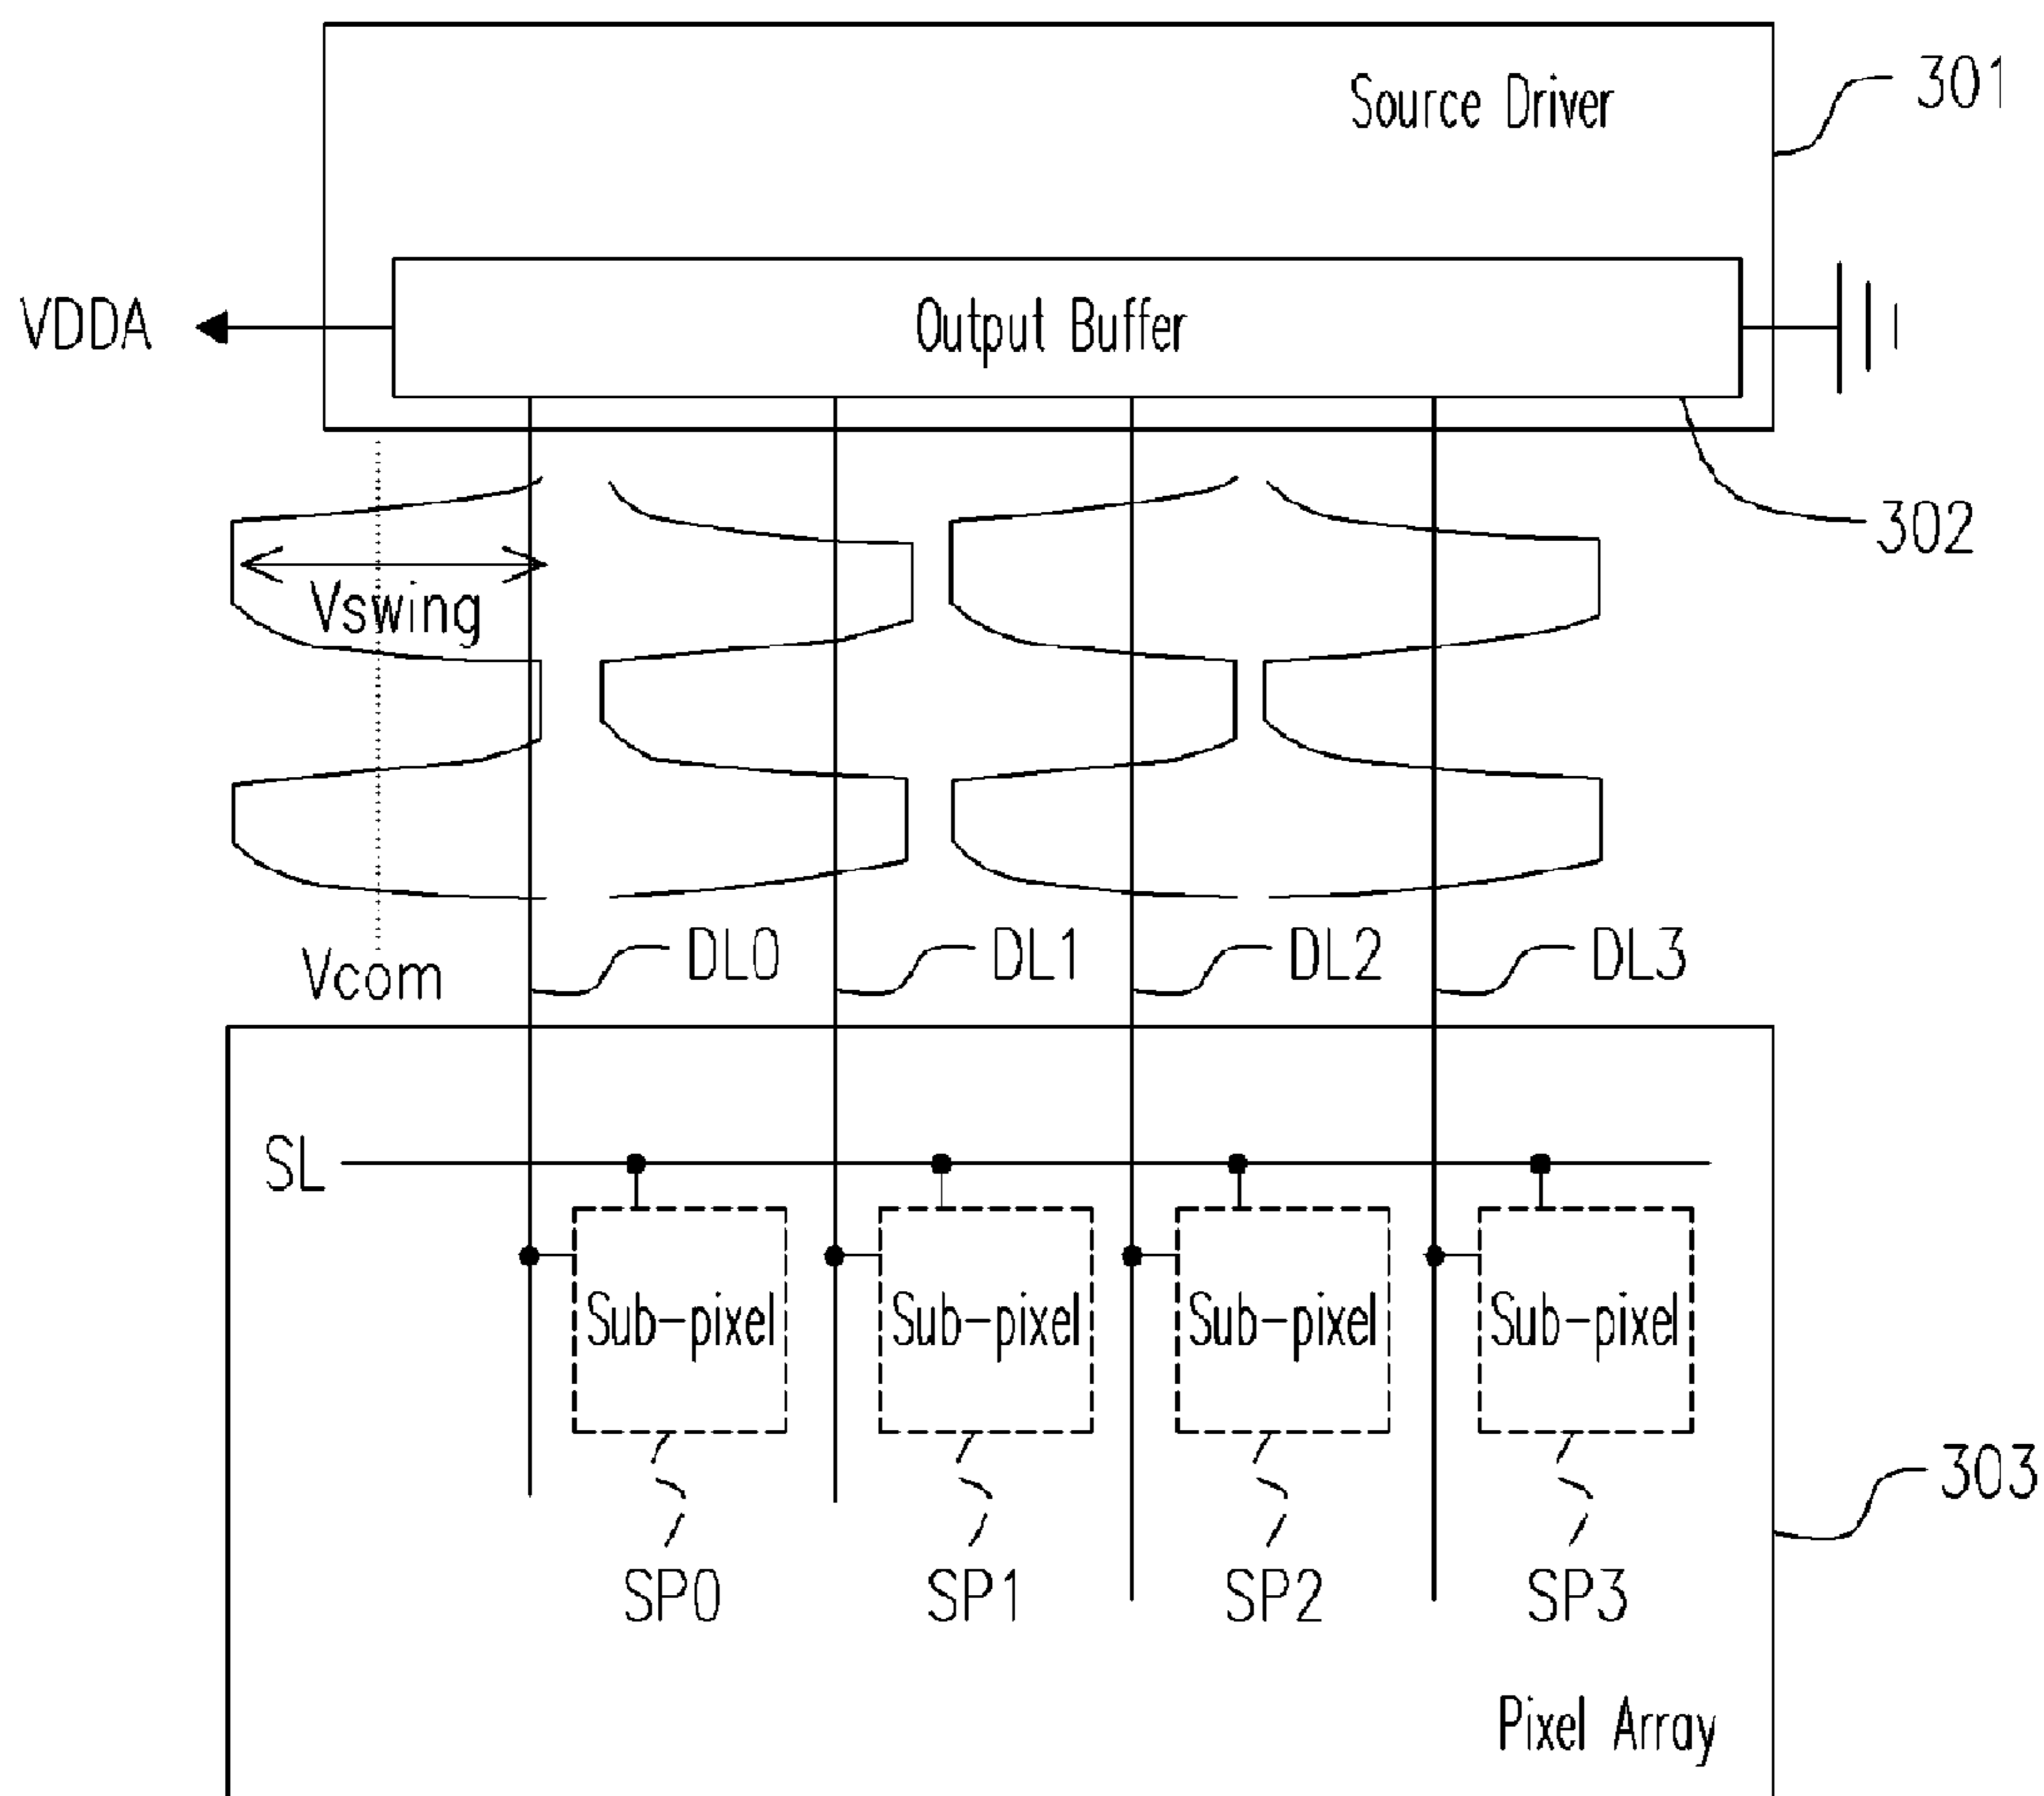 Source Driver
301
VDDA
Output Buffer
302
Vswing
Vcom
DL0
DL1
DL2
DL3
SL
Sub-pixel
Sub-pixel
Sub-pixel
Sub-pixel
303
SP0
SP1
SP2
SP3
Pixel Array